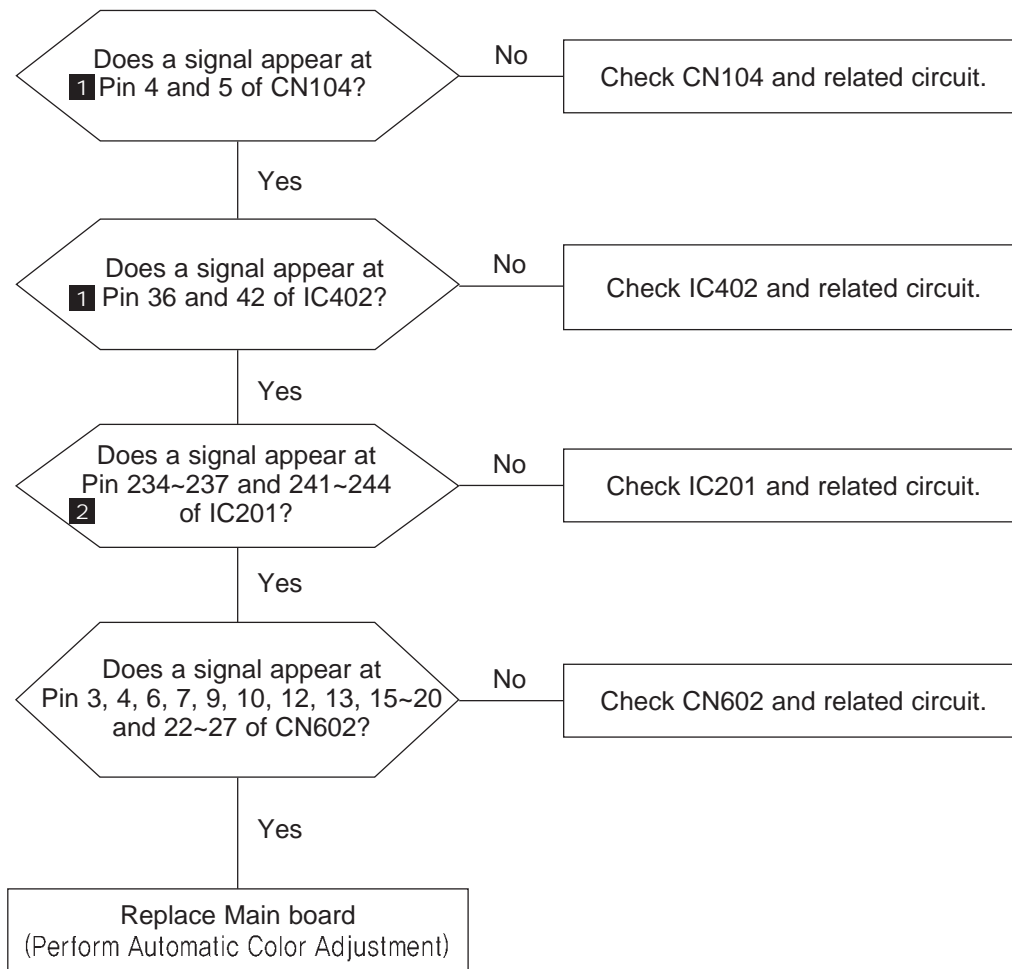 Does a signal appear at
1 Pin 4 and 5 of CN104?
No
Check CN104 and related circuit.
Yes
Does a signal appear at
1 Pin 36 and 42 of IC402?
No
Check IC402 and related circuit.
Yes
Does a signal appear at
Pin 234~237 and 241~244
2 of IC201?
No
Check IC201 and related circuit.
Yes
Does a signal appear at
Pin 3, 4, 6, 7, 9, 10, 12, 13, 15~20
and 22~27 of CN602?
No
Check CN602 and related circuit.
Yes
Replace Main board
(Perform Automatic Color Adjustment)